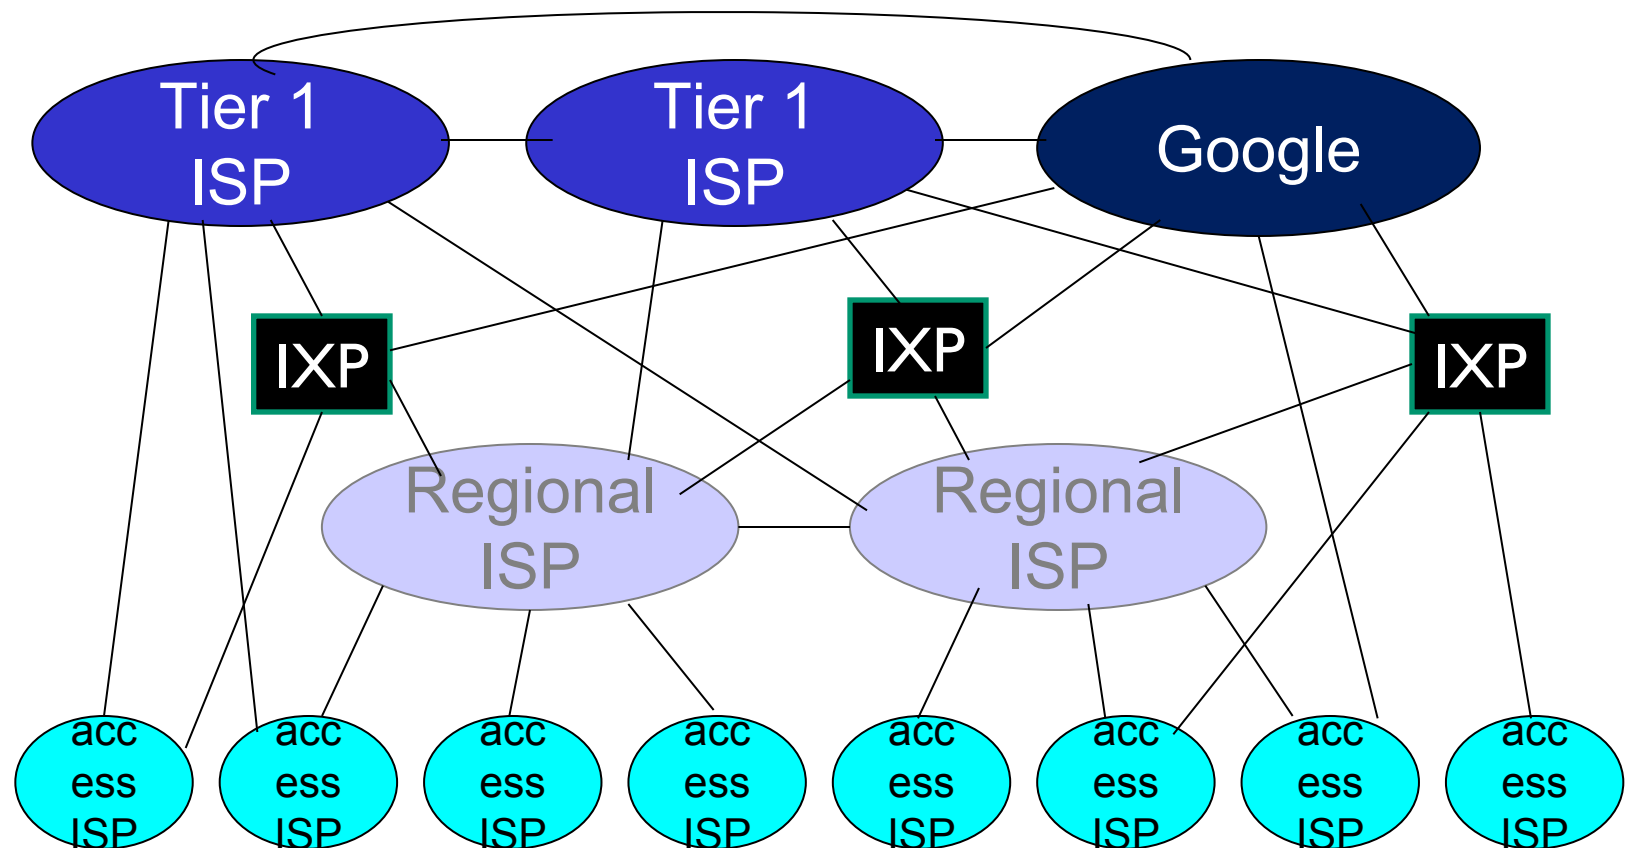 Tier 1
ISP
Tier 1
ISP
Google
IXP
IXP
IXP
Regional
ISP
Regional
ISP
acc
ess
ISP
acc
ess
ISP
acc
ess
ISP
acc
ess
ISP
acc
ess
ISP
acc
ess
ISP
acc
ess
ISP
acc
ess
ISP